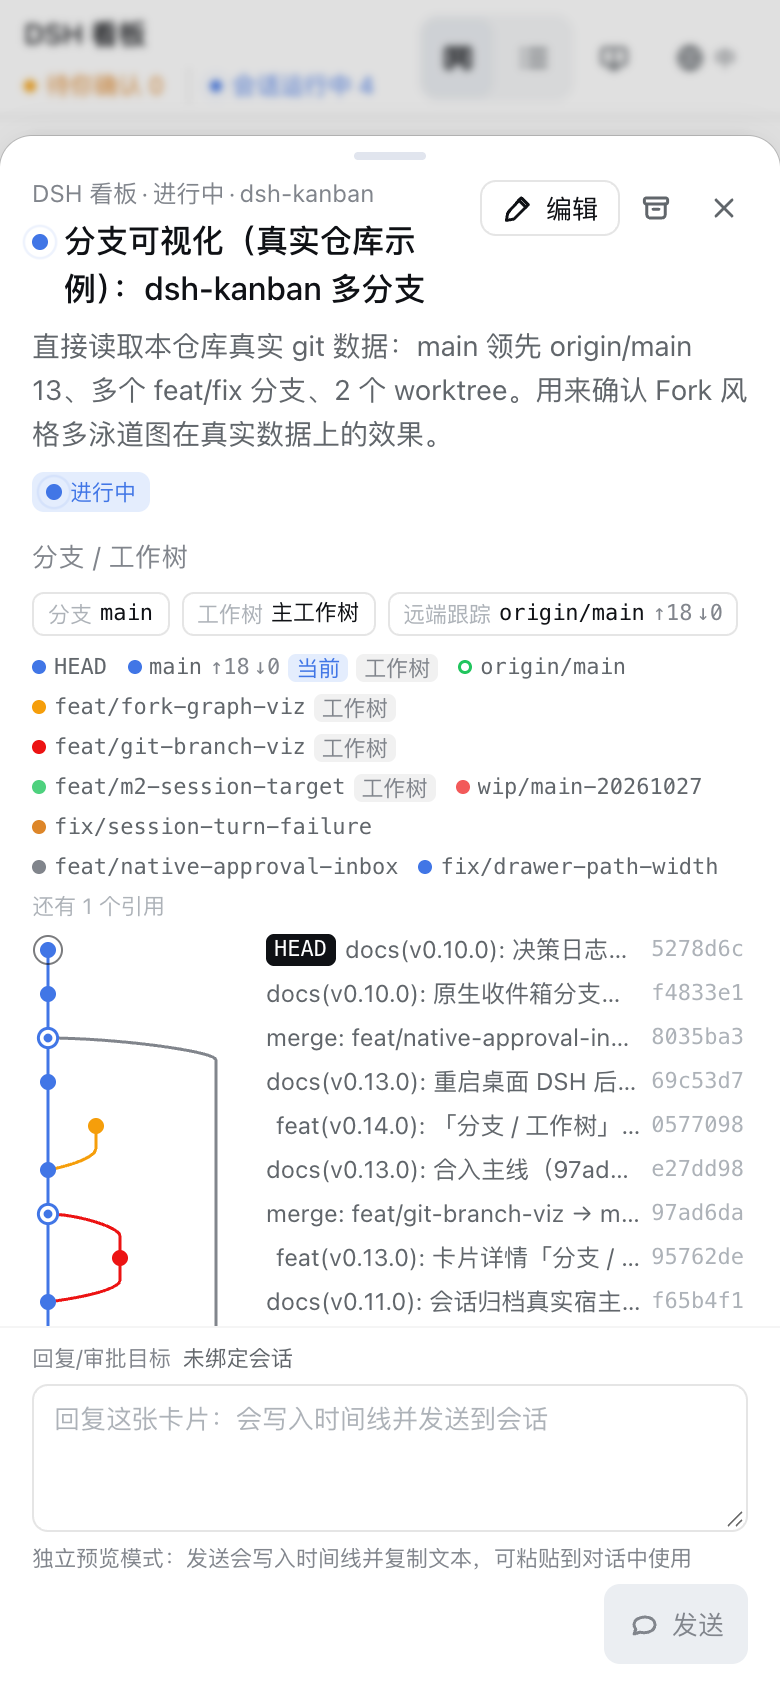 DSH 看板
待你确认 0
会话运行中 4
中
DSH 看板 · 进行中 · dsh-kanban
编辑
分支可视化（真实仓库示
例）：dsh-kanban 多分支
直接读取本仓库真实 git 数据：main 领先 origin/main
13、多个 feat/fix 分支、2 个 worktree。用来确认 Fork 风
格多泳道图在真实数据上的效果。
进行中
分支 / 工作树
分支 main
工作树 主工作树
远端跟踪 origin/main ↑18 ↓0
HEAD main ↑18 ↓0 当前 工作树 origin/main
feat/fork-graph-viz 工作树
feat/git-branch-viz 工作树
feat/m2-session-target 工作树 wip/main-20261027
fix/session-turn-failure
feat/native-approval-inbox fix/drawer-path-width
还有 1 个引用
HEAD docs(v0.10.0): 决策日志... 5278d6c
docs(v0.10.0): 原生收件箱分支... f4833e1
merge: feat/native-approval-in... 8035ba3
docs(v0.13.0): 重启桌面 DSH 后... 69c53d7
feat(v0.14.0): 「分支 / 工作树」... 0577098
docs(v0.13.0): 合入主线（97ad... e27dd98
merge: feat/git-branch-viz → m... 97ad6da
feat(v0.13.0): 卡片详情「分支 / ... 95762de
docs(v0.11.0): 会话归档真实宿主... f65b4f1
回复/审批目标 未绑定会话
回复这张卡片：会写入时间线并发送到会话
独立预览模式：发送会写入时间线并复制文本，可粘贴到对话中使用
发送